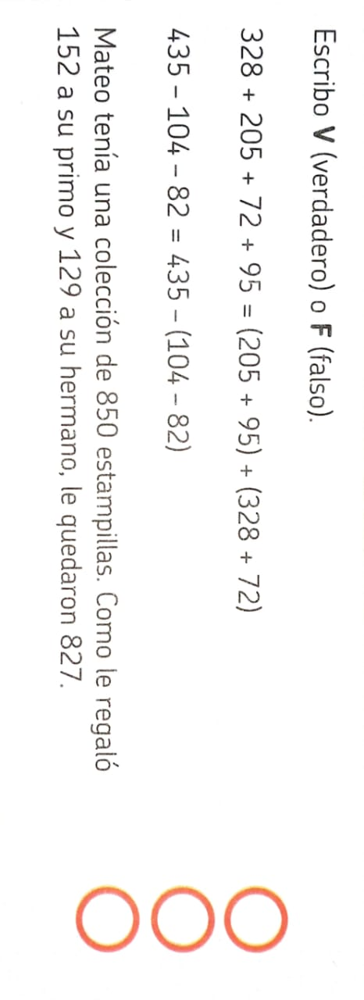 Escribo V (verdadero) o F (falso).
328 + 205 + 72 + 95 = (205 + 95) + (328 + 72)
435 – 104 – 82 = 435 – (104 – 82)
Mateo tenía una colección de 850 estampillas. Como le regaló
152 a su primo y 129 a su hermano, le quedaron 827.